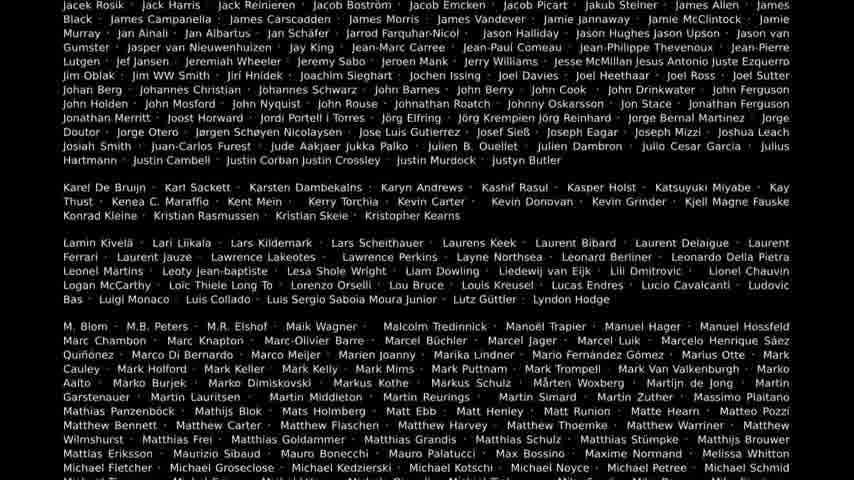 Jacek Rosik · Jack Harris · Jack Reinieren · Jacob Boström · Jacob Emcken · Jacob Picart · Jakub Steiner · James Allen · James
Black · James Campanella · James Carscadden · James Morris · James Vandever · Jamie Jannaway · Jamie McClintock · Jamie
Murray · Jan Ainali · Jan Albartus · Jan Schäfer · Jarrod Farquhar-Nicol · Jason Halliday · Jason Hughes Jason Upson · Jason van
Gumster · Jasper van Nieuwenhuizen · Jay King · Jean-Marc Carree · Jean-Paul Comeau · Jean-Philippe Thevenoux · Jean-Pierre
Lutgen · Jef Jansen · Jeremiah Wheeler · Jeremy Sabo · Jeroen Mank · Jerry Williams · Jesse McMillan Jesus Antonio Juste Ezquerro
Jim Oblak · Jim WW Smith · Jirí Hnídek · Joachim Sieghart · Jochen Issing · Joel Davies · Joel Heethaar · Joel Ross · Joel Sutter
Johan Berg · Johannes Christian · Johannes Schwarz · John Barnes · John Berry · John Cook · John Drinkwater · John Ferguson
John Holden · John Mosford · John Nyquist · John Rouse · Johnathan Roatch · Johnny Oskarsson · Jon Stace · Jonathan Ferguson
Jonathan Merritt · Joost Horward · Jordi Portell i Torres · Jörg Elfring · Jörg Krempien Jörg Reinhard · Jorge Bernal Martinez · Jorge
Doutor · Jorge Otero · Jørgen Schøyen Nicolaysen · Jose Luis Gutierrez · Josef Sieß · Joseph Eagar · Joseph Mizzi · Joshua Leach
Josiah Smith · Juan-Carlos Furest · Jude Aakjaer Jukka Palko · Julien B. Ouellet · Julien Dambron · Julio Cesar Garcia · Julius
Hartmann · Justin Cambell · Justin Corban Justin Crossley · Justin Murdock · Justyn Butler
Karel De Bruijn · Karl Sackett · Karsten Dambekalns · Karyn Andrews · Kashif Rasul · Kasper Holst · Katsuyuki Miyabe · Kay
Thust · Kenea C. Maraffio · Kent Mein · Kerry Torchia · Kevin Carter · Kevin Donovan · Kevin Grinder · Kjell Magne Fauske
Konrad Kleine · Kristian Rasmussen · Kristian Skeie · Kristopher Kearns
Lamin Kivelä · Lari Liikala · Lars Kildemark · Lars Scheithauer · Laurens Keek · Laurent Bibard · Laurent Delaigue · Laurent
Ferrari · Laurent Jauze · Lawrence Lakeotes · Lawrence Perkins · Layne Northsea · Leonard Berliner · Leonardo Della Pietra
Leonel Martins · Leoty Jean-baptiste · Lesa Shole Wright · Liam Dowling · Liedewij van Eijk · Lili Dmitrovic · Lionel Chauvin
Logan McCarthy · Loïc Thiele Long To · Lorenzo Orselli · Lou Bruce · Louis Kreusel · Lucas Endres · Lucio Cavalcanti · Ludovic
Bas · Luigi Monaco · Luis Collado · Luis Sergio Saboia Moura Junior · Lutz Güttler · Lyndon Hodge
M. Blom · M.B. Peters · M.R. Elshof · Maik Wagner · Malcolm Tredinnick · Manoël Trapier · Manuel Hager · Manuel Hossfeld
Marc Chambon · Marc Knapton · Marc-Olivier Barre · Marcel Büchler · Marcel Jager · Marcel Luik · Marcelo Henrique Sáez
Quiñónez · Marco Di Bernardo · Marco Meijer · Marien Joanny · Marika Lindner · Mario Fernández Gómez · Marius Otte · Mark
Cauley · Mark Holford · Mark Keller · Mark Kelly · Mark Mims · Mark Puttnam · Mark Trompell · Mark Van Valkenburgh · Marko
Aalto · Marko Burjek · Marko Dimiskovski · Markus Kothe · Markus Schulz · Mårten Woxberg · Martijn de Jong · Martin
Garstenauer · Martin Lauritsen · Martin Middleton · Martin Reurings · Martin Simard · Martin Zuther · Massimo Plaitano
Mathias Panzenböck · Mathijs Blok · Mats Holmberg · Matt Ebb · Matt Henley · Matt Runion · Matte Hearn · Matteo Pozzi
Matthew Bennett · Matthew Carter · Matthew Flaschen · Matthew Harvey · Matthew Thoemke · Matthew Warriner · Matthew
Wilmshurst · Matthias Frei · Matthias Goldammer · Matthias Grandis · Matthias Schulz · Matthias Stümpke · Matthijs Brouwer
Mattias Eriksson · Maurizio Sibaud · Mauro Bonecchi · Mauro Palatucci · Max Bossino · Maxime Normand · Melissa Whitton
Michael Fletcher · Michael Groseclose · Michael Kedzierski · Michael Kotschi · Michael Noyce · Michael Petree · Michael Schmid